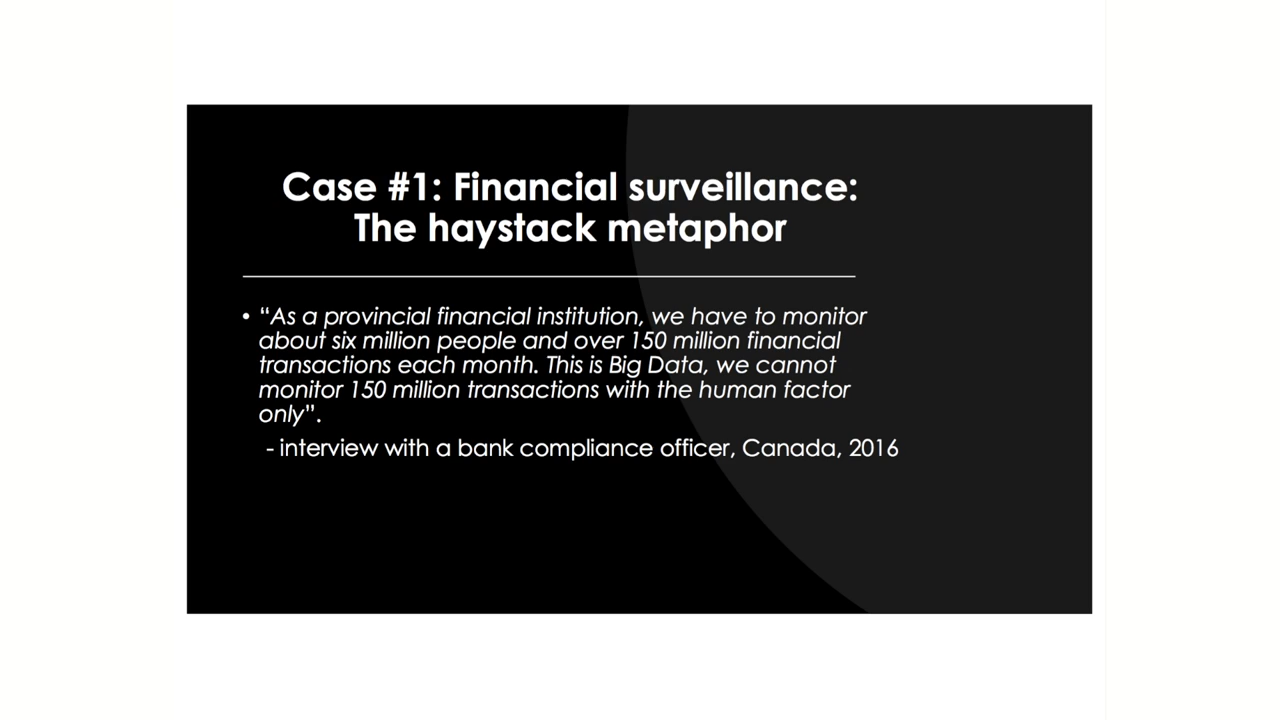 Case #1: Financial surveillance:
The haystack metaphor
• “As a provincial financial institution, we have to monitor
about six million people and over 150 million financial
transactions each month. This is Big Data, we cannot
monitor 150 million transactions with the human factor
only”.
- interview with a bank compliance officer, Canada, 2016